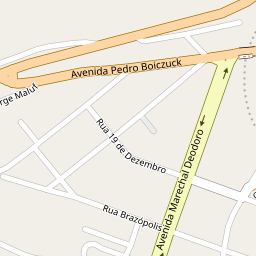 Avenida Pedro Boiczuck
rge Maluf
Rua 19 de Dezembro
Avenida Marechal Deodoro
Rua Brazópolis